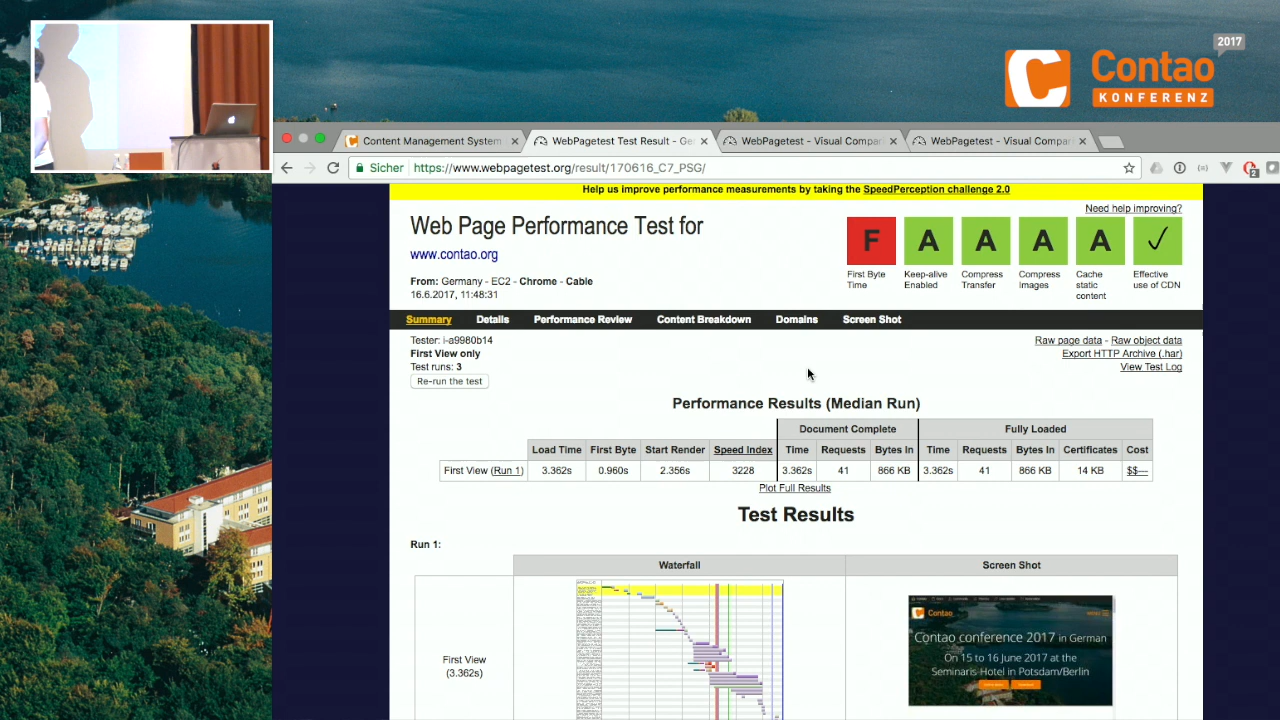 2017
Contao
KONFERENZ
Content Management System
WebPagetest Test Result - Ge
WebPagetest - Visual Compar
WebPagetest - Visual Compar
Sicher
https://www.webpagetest.org/result/170616_C7_PSG/
2
Help us improve performance measurements by taking the SpeedPerception challenge 2.0
Need help improving?
Web Page Performance Test for
www.contao.org
From: Germany - EC2 - Chrome - Cable
16.6.2017, 11:48:31
F A A A A
First Byte Time
Keep-alive Enabled
Compress Transfer
Compress Images
Cache static content
Effective use of CDN
Summary Details Performance Review Content Breakdown Domains Screen Shot
Tester: i-a9980b14
First View only
Test runs: 3
Re-run the test
Raw page data - Raw object data
Export HTTP Archive (.har)
View Test Log
Performance Results (Median Run)
Document Complete Fully Loaded
Load Time First Byte Start Render Speed Index Time Requests Bytes In Time Requests Bytes In Certificates Cost
First View (Run 1) 3.362s 0.960s 2.356s 3228 3.362s 41 866 KB 3.362s 41 866 KB 14 KB $$---
Plot Full Results
Test Results
Run 1:
Waterfall Screen Shot
First View
(3.362s)
Contao
Contao conference 2017 in German
On 15 to 16 June 2017 at the
Seminaris-Hotel in Potsdam/Berlin